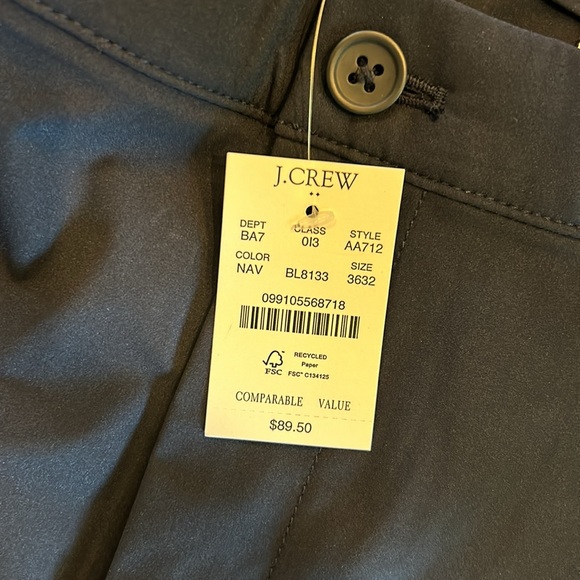 J.CREW
DEPT CLASS STYLE
BA7 0I3 AA712
COLOR SIZE
NAV BL8133 3632
099105568718
RECYCLED
Paper
FSC FSC® C134125
COMPARABLE VALUE
$89.50